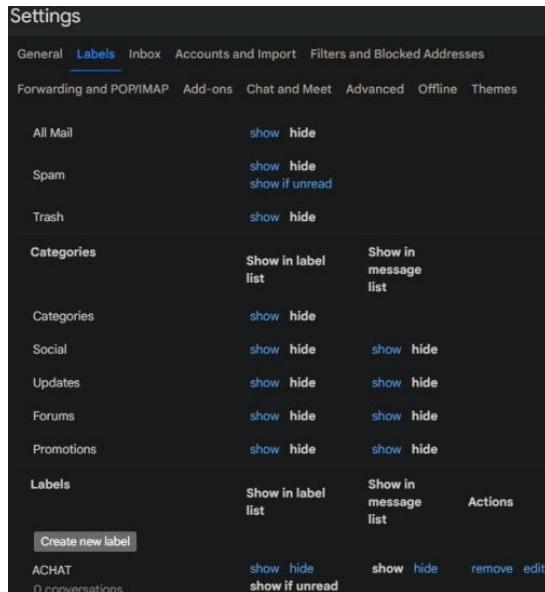 Settings
General Labels Inbox Accounts and Import Filters and Blocked Addresses
Forwarding and POP/IMAP Add-ons Chat and Meet Advanced Offline Themes
All Mail show hide
Spam show hide
show if unread
Trash show hide
Categories Show in label list Show in message list
Categories show hide
Social show hide show hide
Updates show hide show hide
Forums show hide show hide
Promotions show hide show hide
Labels Show in label list Show in message list Actions
Create new label
ACHAT show hide show hide remove edit
0 conversations show if unread